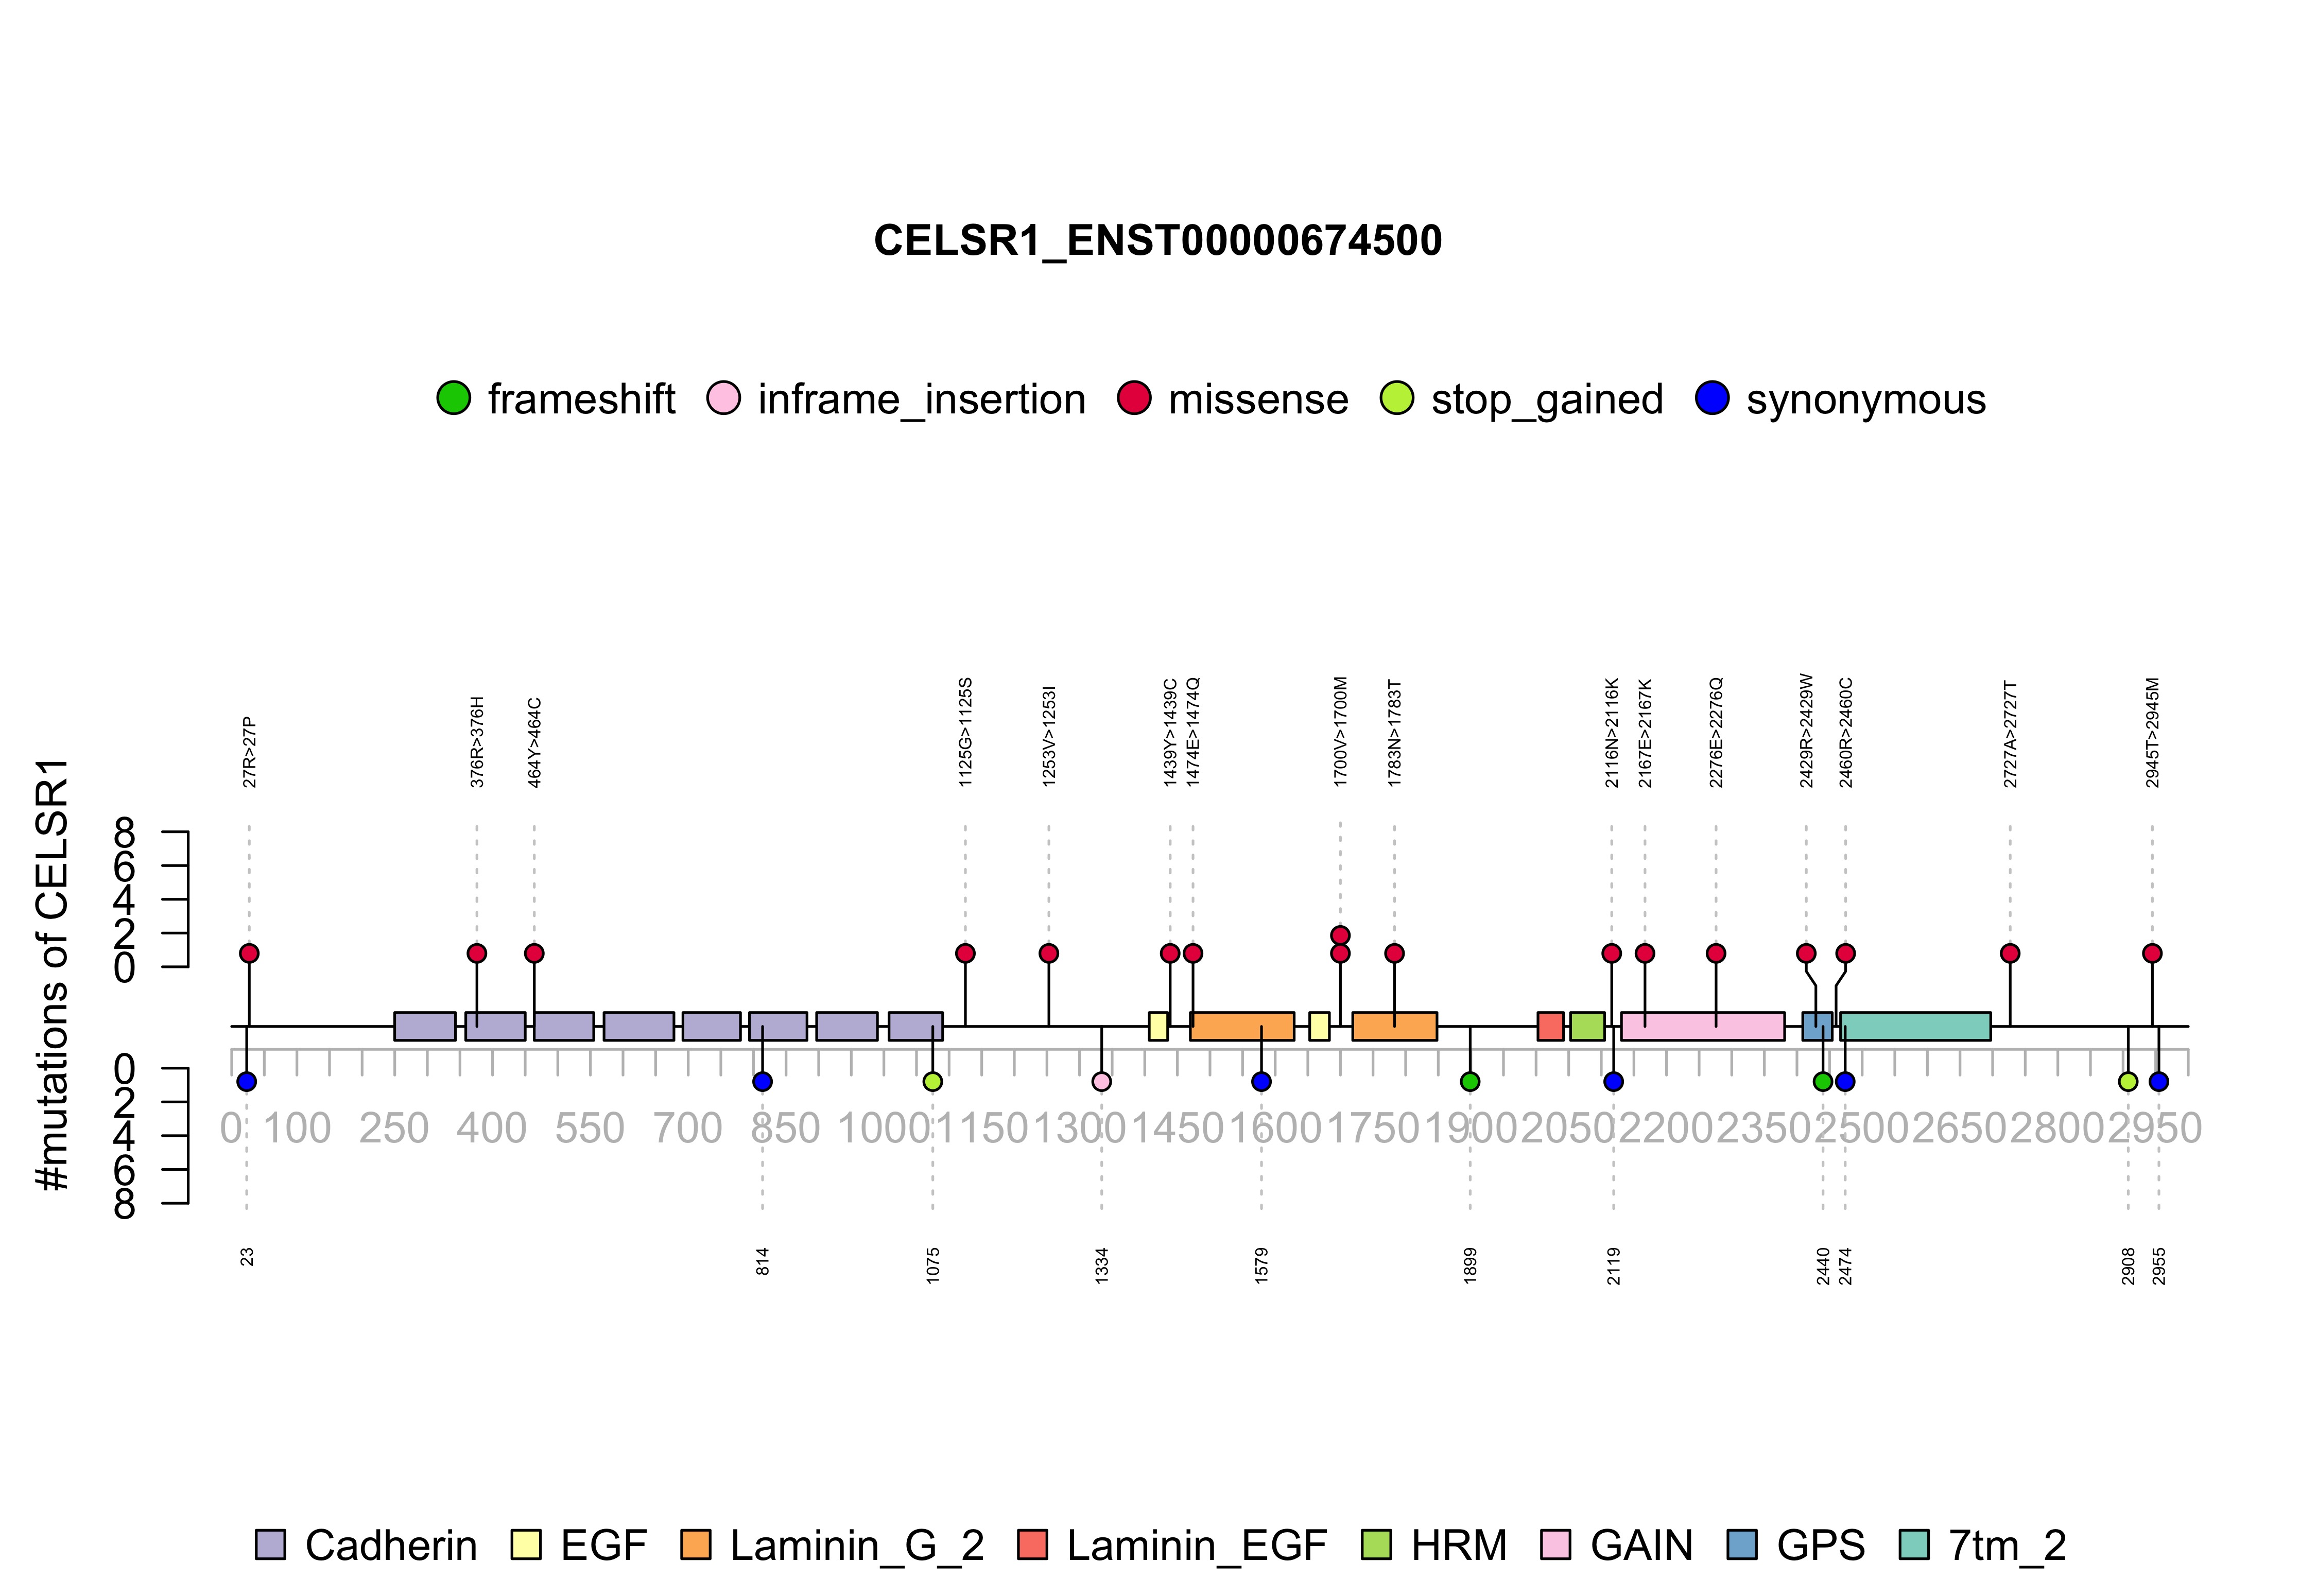 CELSR1_ENST00000674500
frameshift inframe_insertion missense stop_gained synonymous
27R>27P 376R>376H 464Y>464C 1125G>1125S 1253V>1253I 1439Y>1439C 1474E>1474Q 1700V>1700M 1783N>1783T 2116N>2116K 2167E>2167K 2276E>2276Q 2429R>2429W 2460R>2460C 2727A>2727T 2945T>2945M
#mutations of CELSR1
8
6
4
2
0
0
2
4
6
8
0 100 250 400 550 700 850 1000 1150 1300 1450 1600 1750 1900 2050 2200 2350 2500 2650 2800 2950
23 814 1075 1334 1579 1899 2119 2440 2474 2908 2955
Cadherin EGF Laminin_G_2 Laminin_EGF HRM GAIN GPS 7tm_2